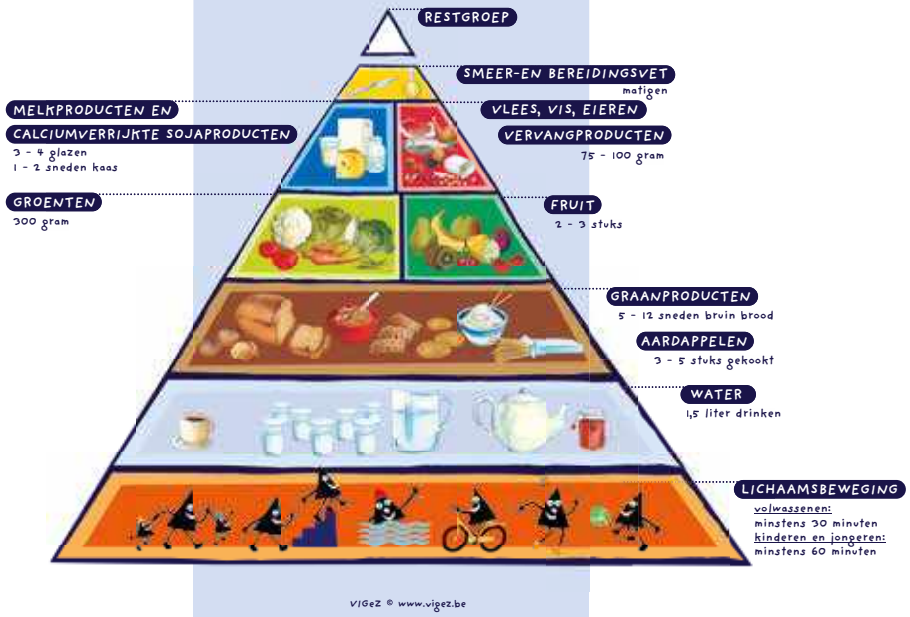 RESTGROEP
SMEER-EN BEREIDINGSVET
matigen
MELKPRODUCTEN EN
CALCIUMVERRIJKTE SOJAPRODUCTEN
3 - 4 glazen
1 - 2 sneden kaas
VLEES, VIS, EIEREN
VERVANGPRODUCTEN
75 - 100 gram
GROENTEN
300 gram
FRUIT
2 - 3 stuks
GRAANPRODUCTEN
5 - 12 sneden bruin brood
AARDAPPELEN
3 - 5 stuks gekookt
WATER
1,5 liter drinken
LICHAAMSBEWEGING
volwassenen:
minstens 30 minuten
kinderen en jongeren:
minstens 60 minuten
VIGeZ © www.vigez.be